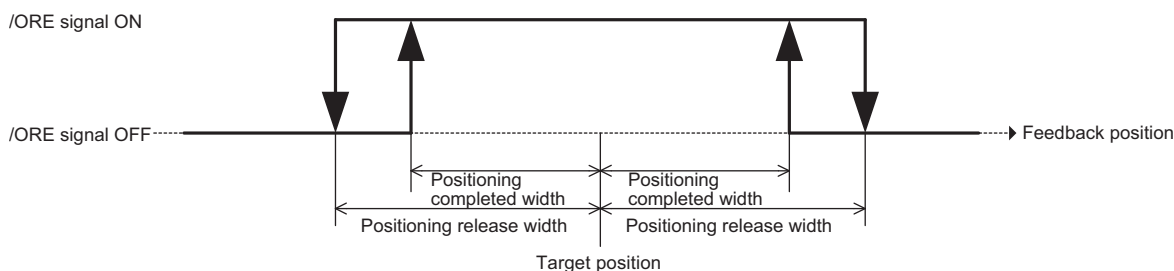 /ORE signal ON
/ORE signal OFF
Feedback position
Positioning
completed width
Positioning
completed width
Positioning release width
Positioning release width
Target position